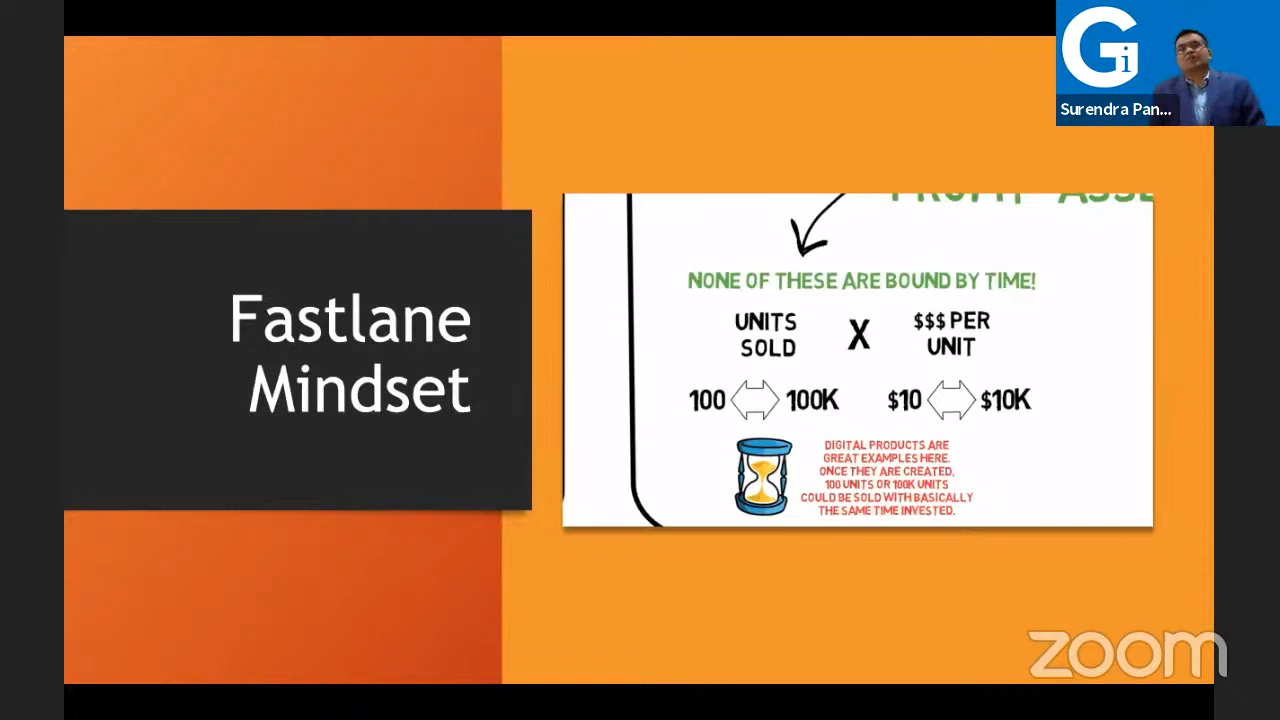 Gi
Surendra Pan...
Fastlane
Mindset
PROFIT ASSE
NONE OF THESE ARE BOUND BY TIME!
UNITS SOLD X $$$ PER UNIT
100 100K $10 $10K
DIGITAL PRODUCTS ARE
GREAT EXAMPLES HERE.
ONCE THEY ARE CREATED,
100 UNITS OR 100K UNITS
COULD BE SOLD WITH BASICALLY
THE SAME TIME INVESTED.
zoom